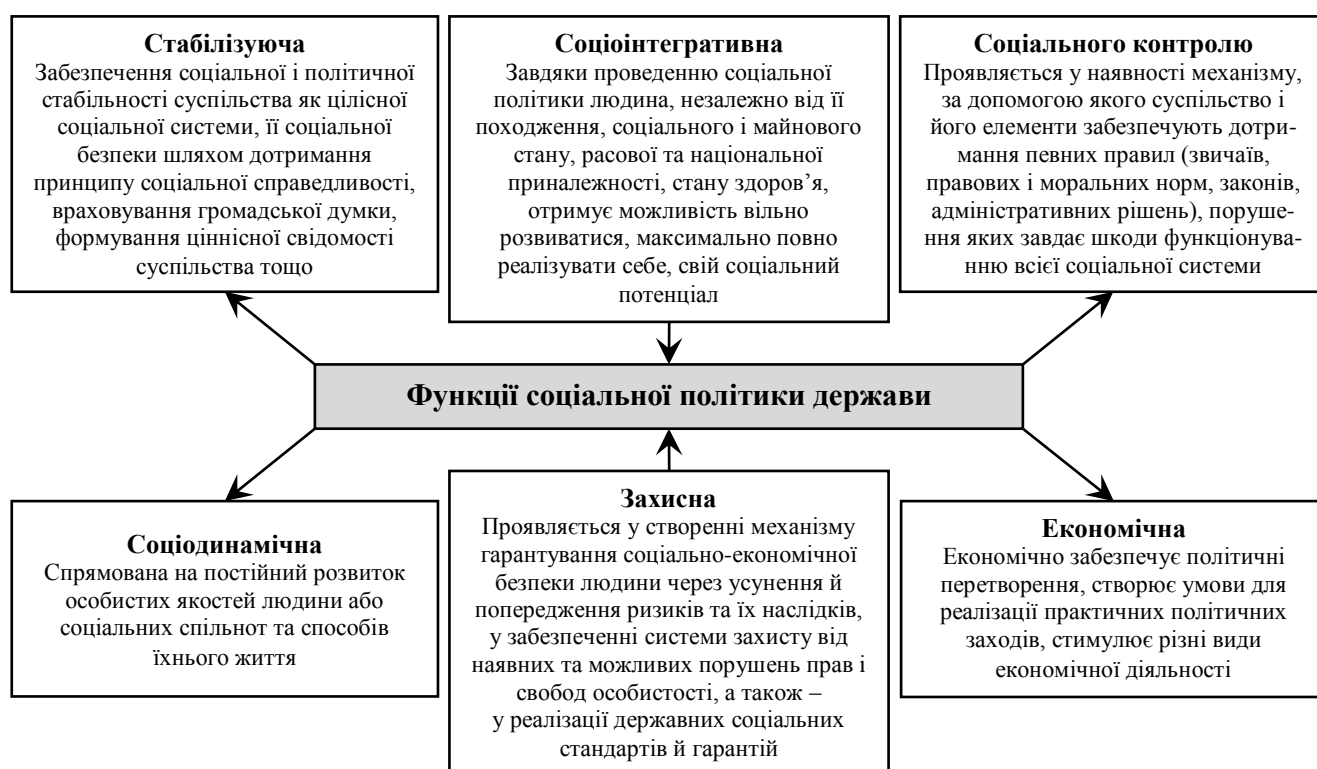 Стабілізуюча
Забезпечення соціальної і політичної
стабільності суспільства як цілісної
соціальної системи, її соціальної
безпеки шляхом дотримання
принципу соціальної справедливості,
враховування громадської думки,
формування ціннісної свідомості
суспільства тощо
Соціоінтегративна
Завдяки проведенню соціальної
політики людина, незалежно від її
походження, соціального і майнового
стану, расової та національної
приналежності, стану здоров’я,
отримує можливість вільно
розвиватися, максимально повно
реалізувати себе, свій соціальний
потенціал
Соціального контролю
Проявляється у наявності механізму,
за допомогою якого суспільство і
його елементи забезпечують дотри-
мання певних правил (звичаїв,
правових і моральних норм, законів,
адміністративних рішень), поруше-
ння яких завдає шкоди функціонува-
нню всієї соціальної системи
Функції соціальної політики держави
Соціодинамічна
Спрямована на постійний розвиток
особистих якостей людини або
соціальних спільнот та способів
їхнього життя
Захисна
Проявляється у створенні механізму
гарантування соціально-економічної
безпеки людини через усунення й
попередження ризиків та їх наслідків,
у забезпеченні системи захисту від
наявних та можливих порушень прав і
свобод особистості, а також –
у реалізації державних соціальних
стандартів й гарантій
Економічна
Економічно забезпечує політичні
перетворення, створює умови для
реалізації практичних політичних
заходів, стимулює різні види
економічної діяльності